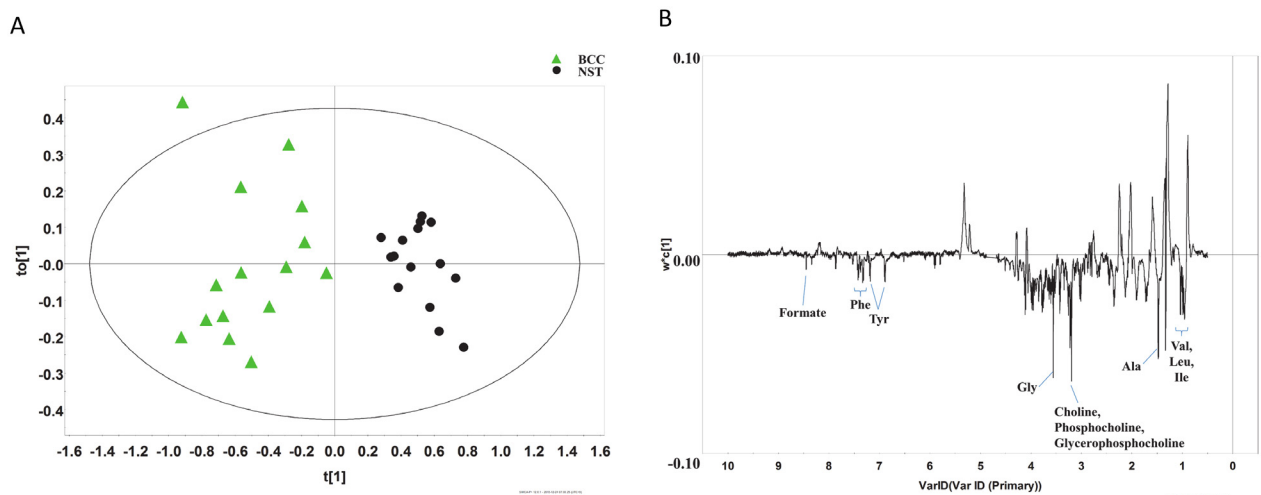 A
BCC
NST
0.4
0.3
0.2
0.1
-0.0
-0.1
-0.2
-0.3
-0.4
to[1]
-1.6 -1.4 -1.2 -1.0 -0.8 -0.6 -0.4 -0.2 0.0 0.2 0.4 0.6 0.8 1.0 1.2 1.4 1.6
t[1]
B
0.10
0.00
-0.10
w*c[1]
Formate
Phe
Tyr
Gly
Choline,
Phosphocholine,
Glycerophosphocholine
Ala
Val,
Leu,
Ile
10 9 8 7 6 5 4 3 2 1 0
VarID(Var ID (Primary))